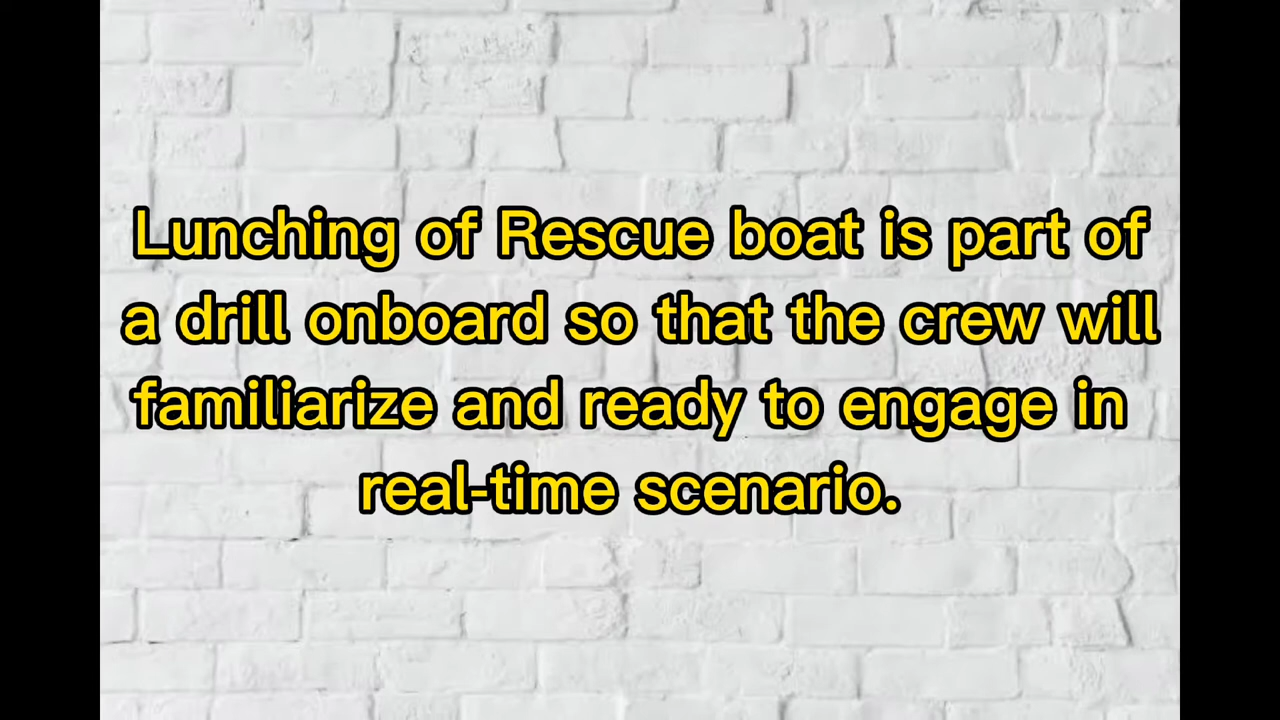 Lunching of Rescue boat is part of
a drill onboard so that the crew will
familiarize and ready to engage in
real-time scenario.